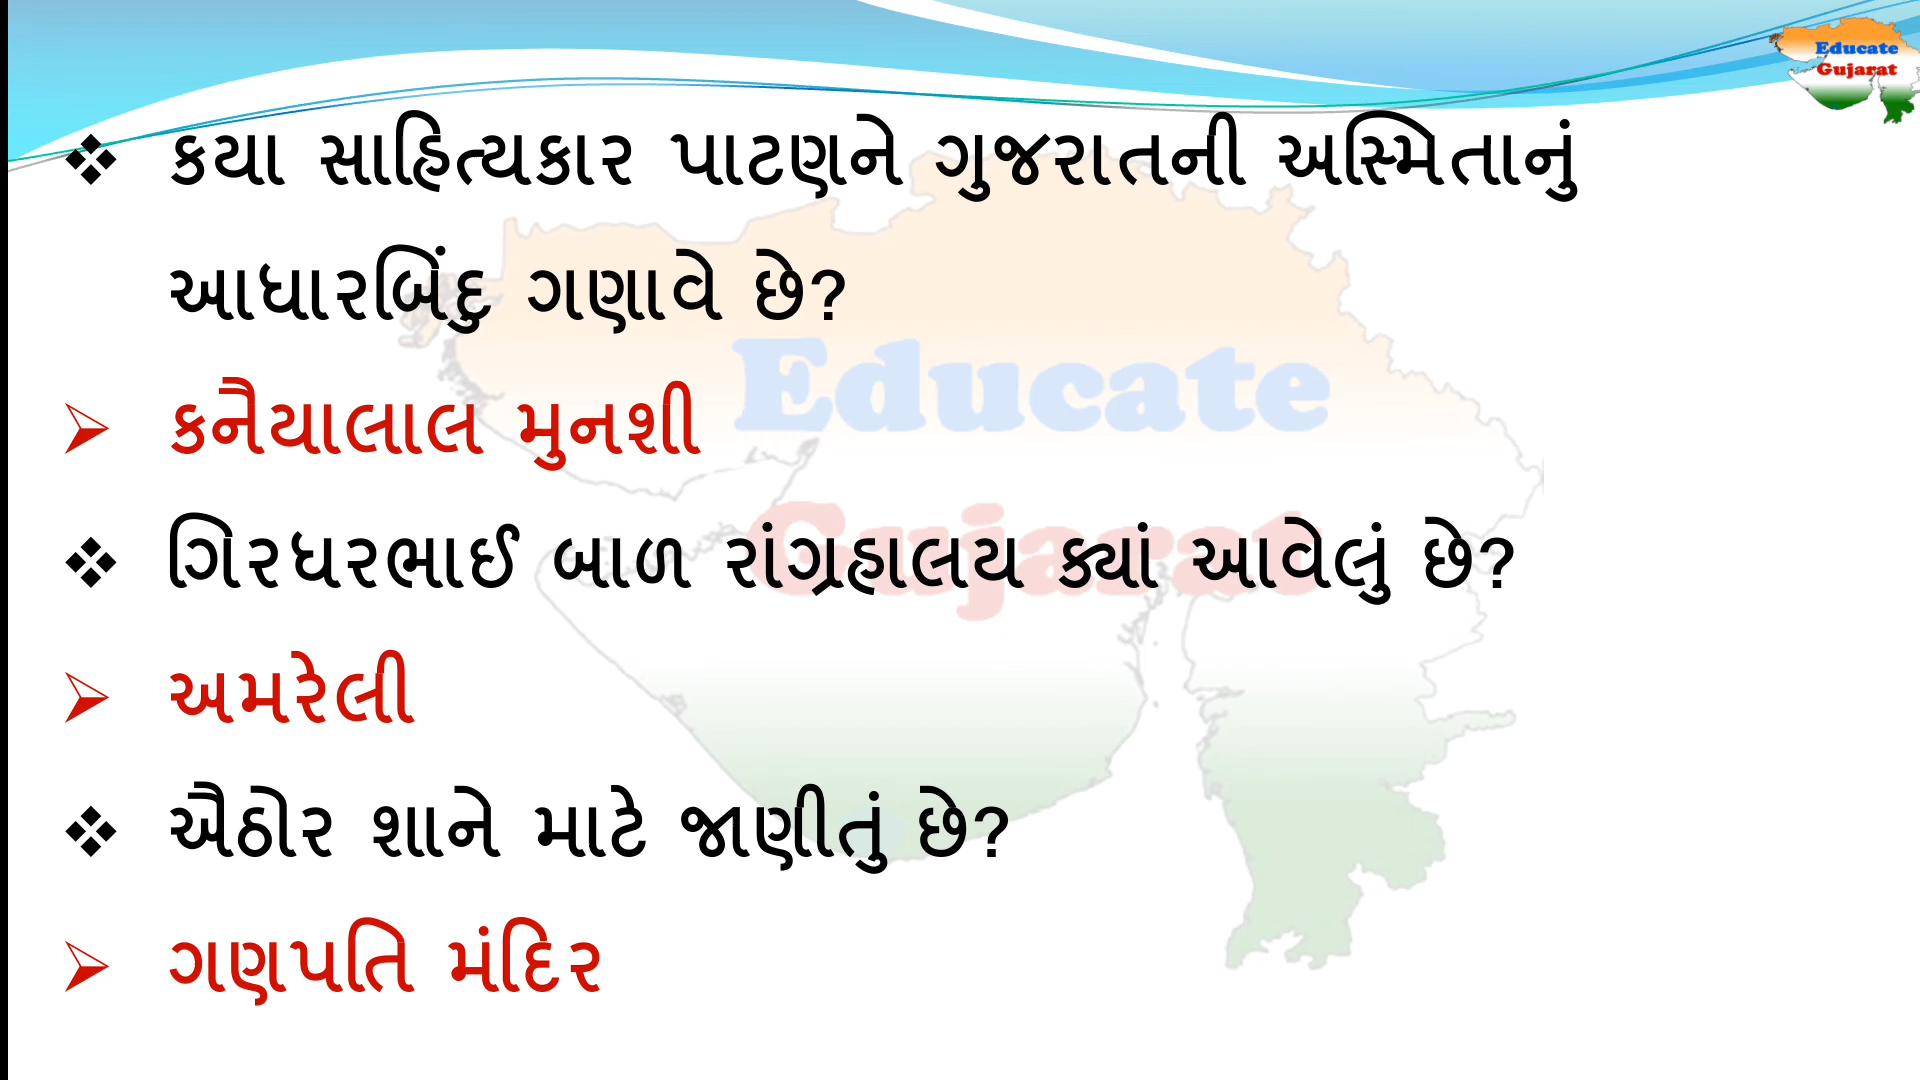 Educate
Gujarat
❖ કયા સાહિત્યકાર પાટણને ગુજરાતની અસ્મિતાનું
આધારબિંદુ ગણાવે છે?
➢ કનૈયાલાલ મુનશી
❖ ગિરધરભાઈ બાળ રાંગ્રહાલય ક્યાં આવેલું છે?
➢ અમરેલી
❖ ઐઠોર શાને માટે જાણીતું છે?
➢ ગણપતિ મંદિર
Educate
Gujarat